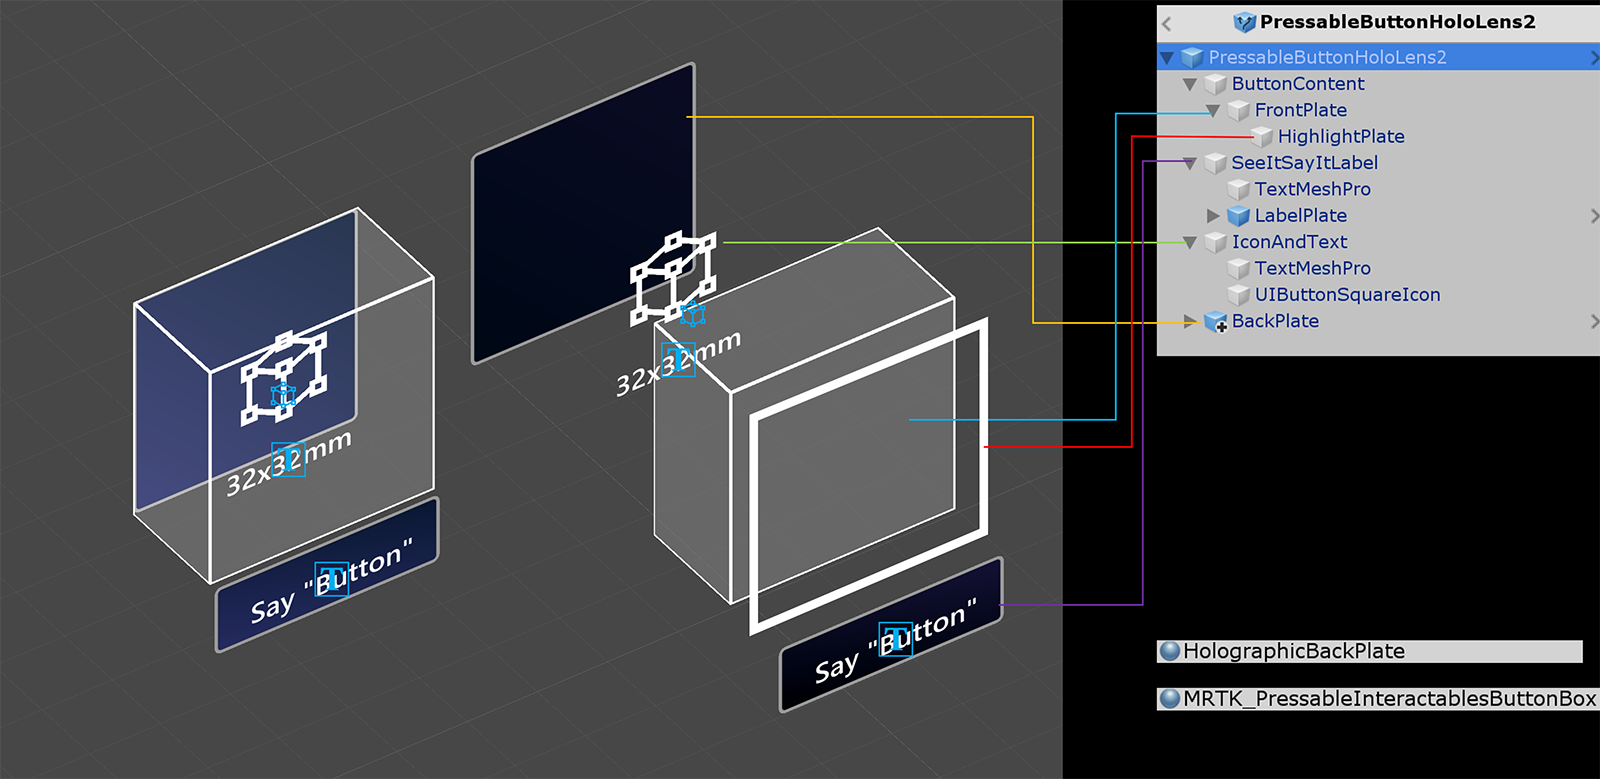 PressableButtonHoloLens2
PressableButtonHoloLens2
ButtonContent
FrontPlate
HighlightPlate
SeeItSayItLabel
TextMeshPro
LabelPlate
IconAndText
TextMeshPro
UIButtonSquareIcon
BackPlate
32x32mm
Say "Button"
32x32mm
Say "Button"
HolographicBackPlate
MRTK_PressableInteractablesButtonBox